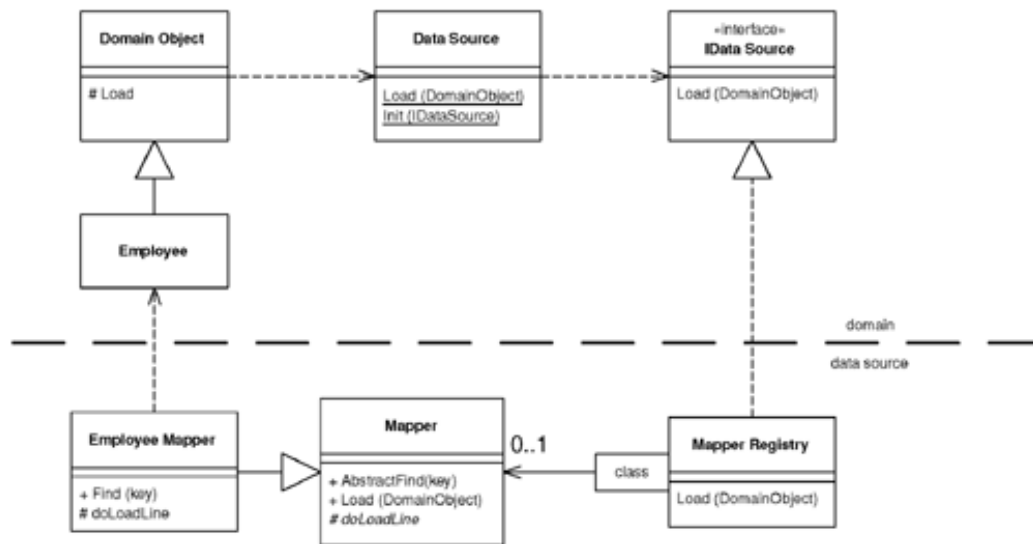 Domain Object
# Load
Data Source
Load (DomainObject)
Init (IDataSource)
«interface»
IData Source
Load (DomainObject)
Employee
domain
data source
Employee Mapper
+ Find (key)
# doLoadLine
Mapper
+ AbstractFind(key)
+ Load (DomainObject)
# doLoadLine
0..1
class
Mapper Registry
Load (DomainObject)